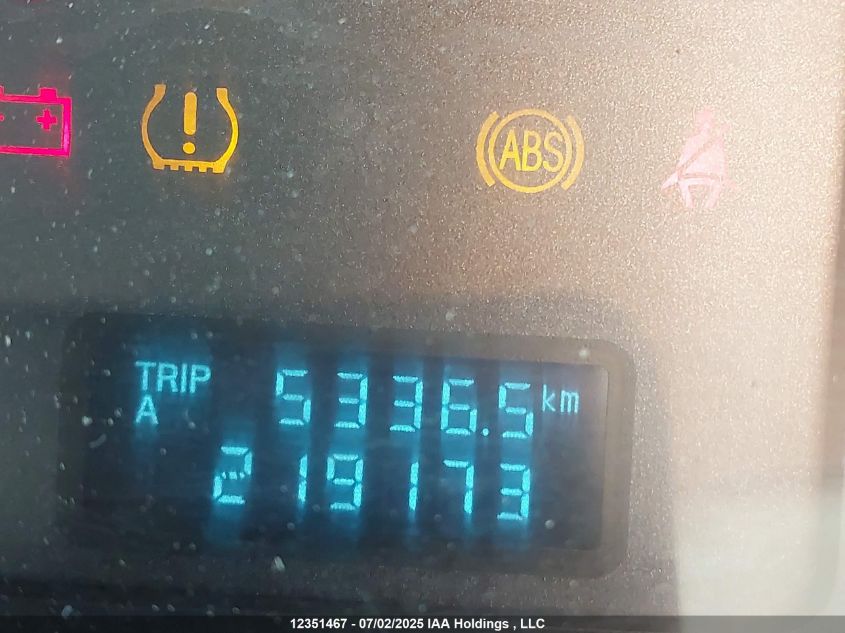 ABS
TRIP 5336.5 km
A
219173
12351467 - 07/02/2025 IAA Holdings , LLC